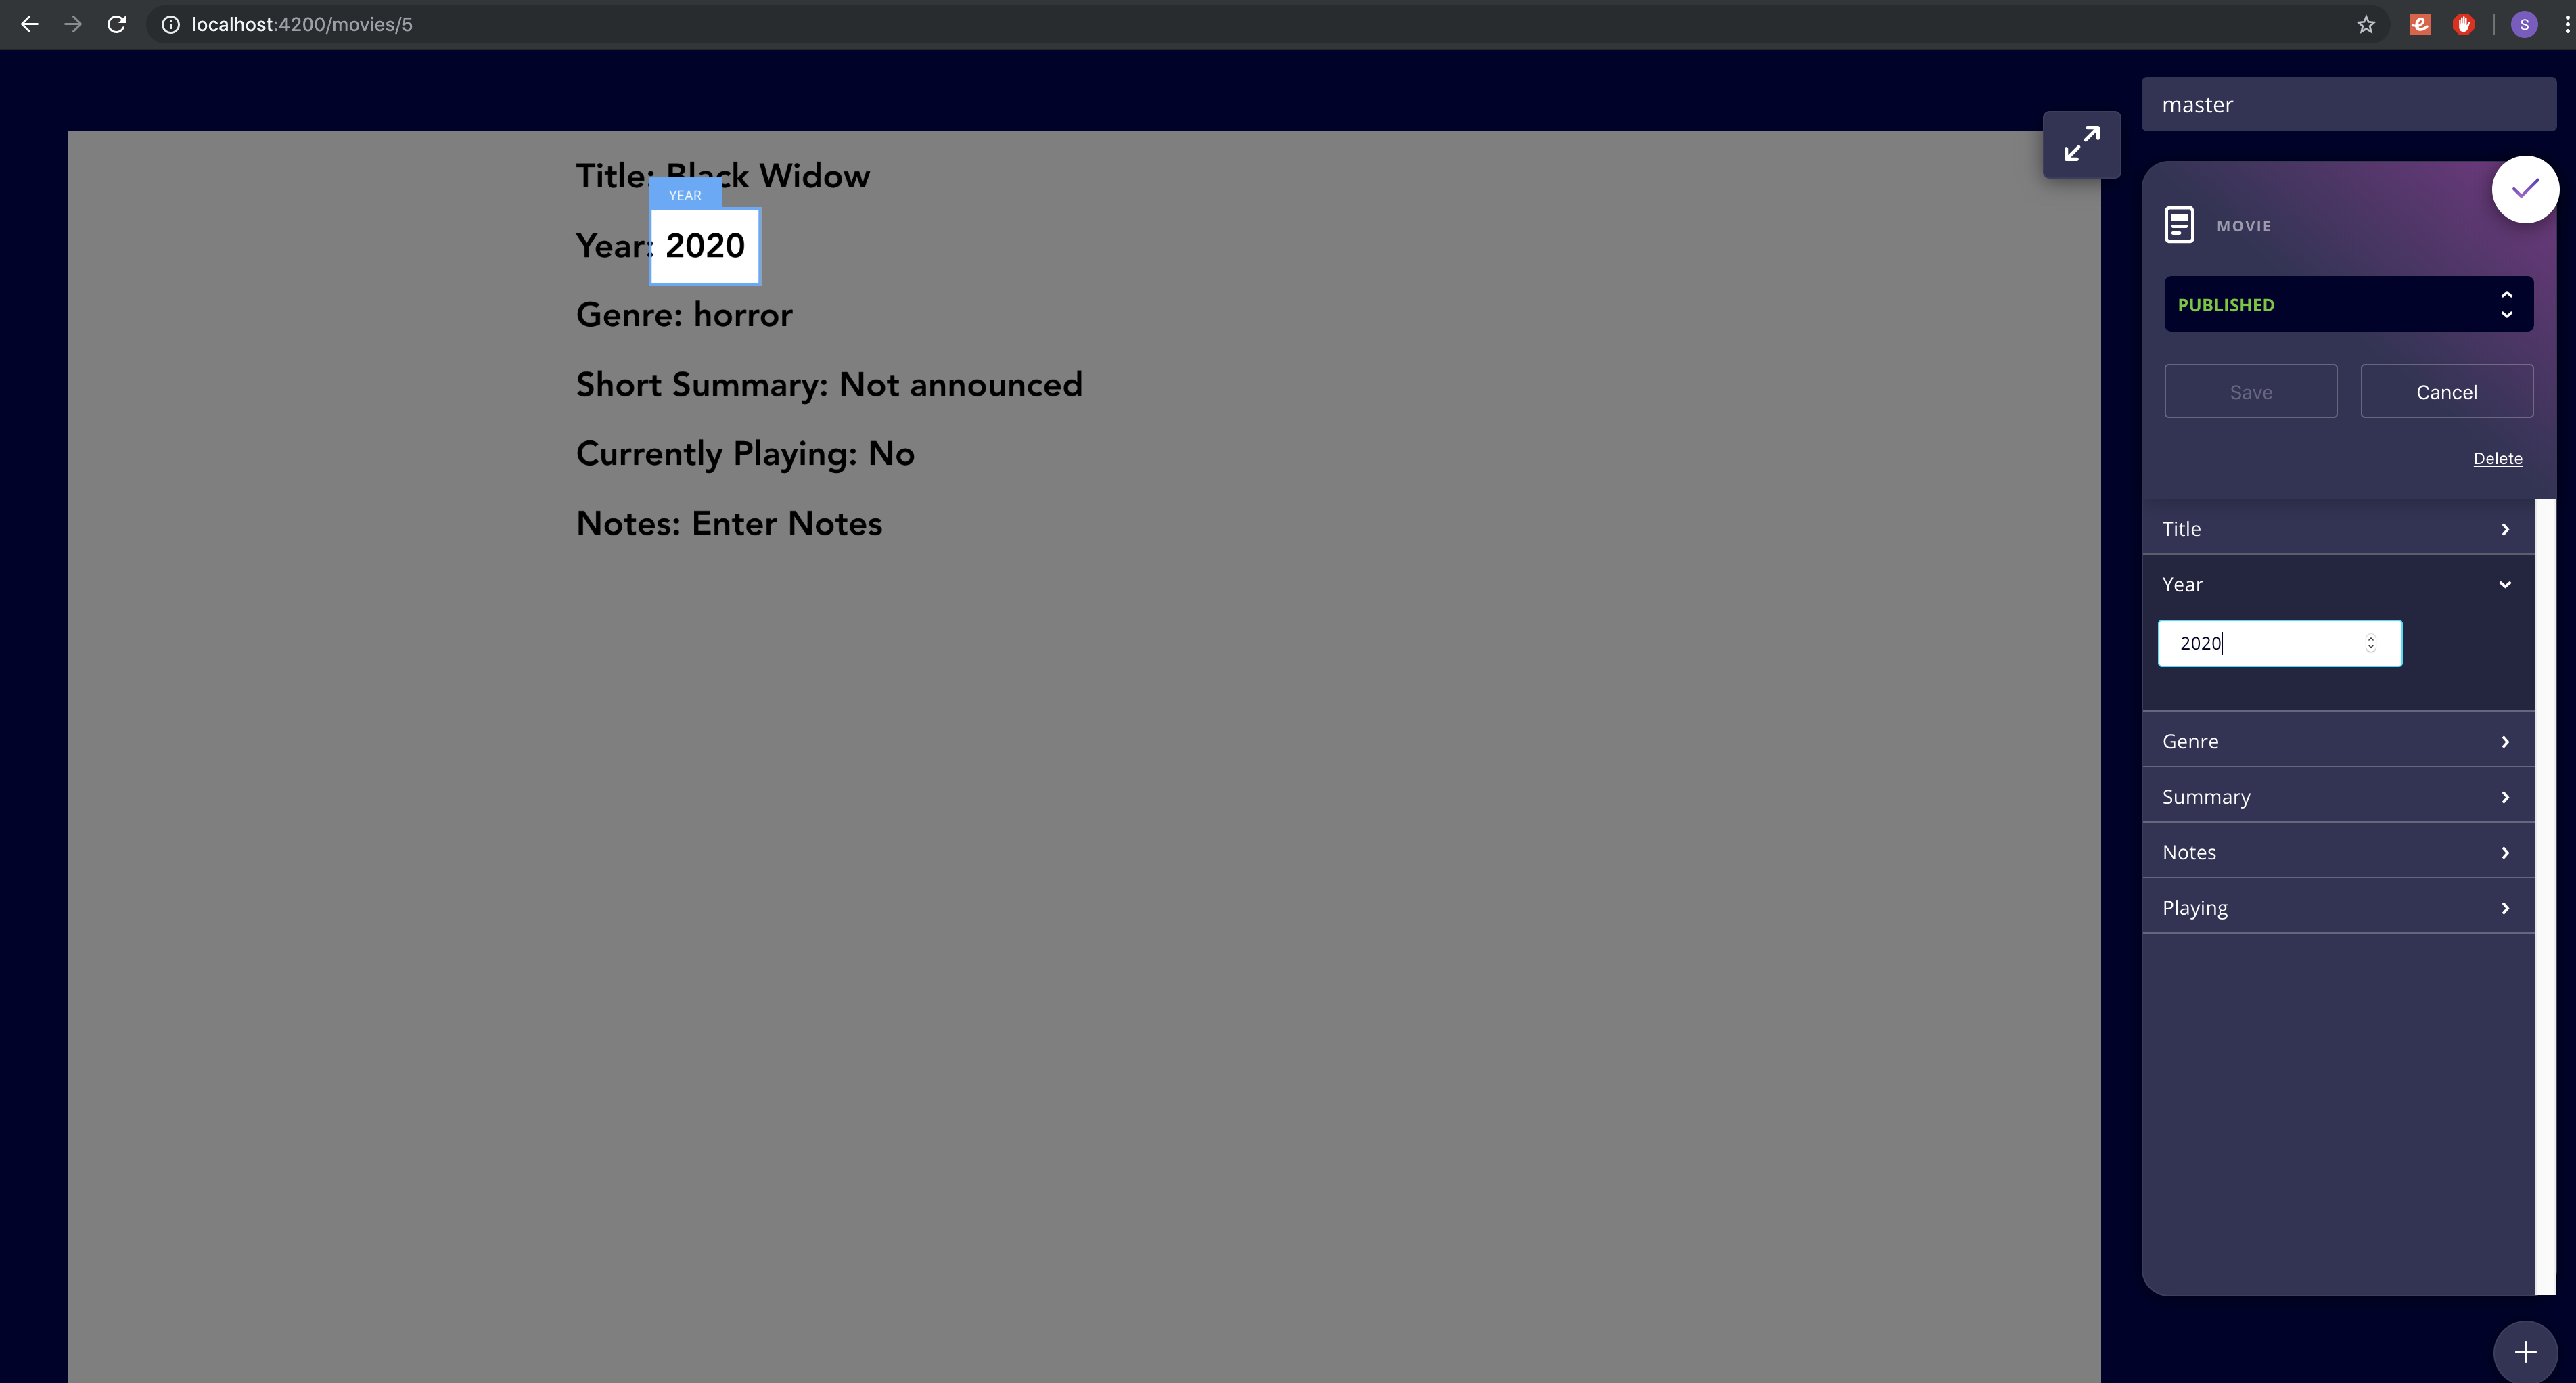 localhost:4200/movies/5
S
master
Title: Black Widow
YEAR
Year: 2020
Genre: horror
Short Summary: Not announced
Currently Playing: No
Notes: Enter Notes
MOVIE
PUBLISHED
Save Cancel
Delete
Title
Year
2020
Genre
Summary
Notes
Playing